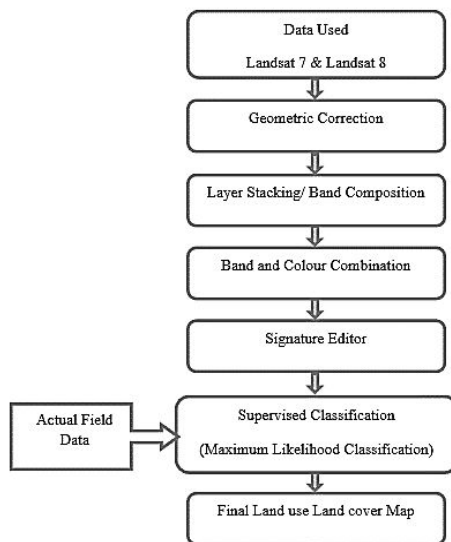 Data Used
Landsat 7 & Landsat 8
Geometric Correction
Layer Stacking/ Band Composition
Band and Colour Combination
Signature Editor
Actual Field
Data
Supervised Classification
(Maximum Likelihood Classification)
Final Land use Land cover Map